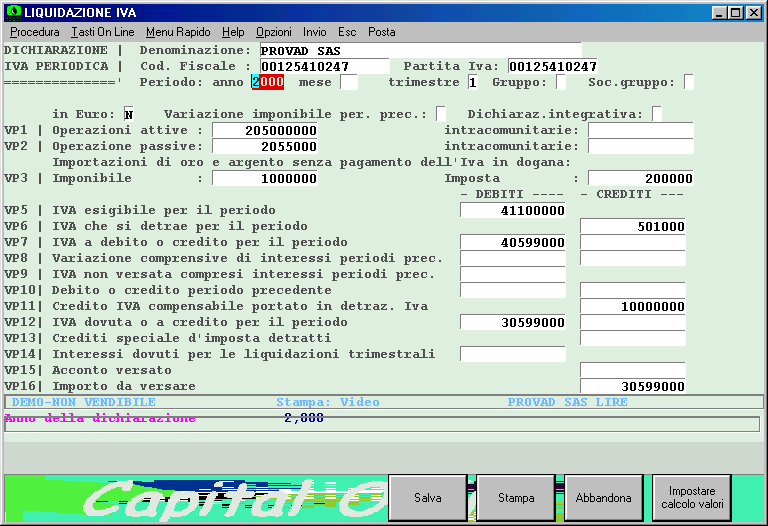 LIQUIDAZIONE IVA
Procedura Tasti On Line Menu Rapido Help Opzioni Invio Esc Posta
DICHIARAZIONE | Denominazione: PROVAD SAS
IVA PERIODICA | Cod. Fiscale : 00125410247 Partita Iva: 00125410247
==============' Periodo: anno 2000 mese trimestre 1 Gruppo: Soc.gruppo:
in Euro: N Variazione imponibile per. prec.: Dichiaraz.integrativa:
VP1 | Operazioni attive : 205000000 intracomunitarie:
VP2 | Operazione passive: 2055000 intracomunitarie:
Importazioni di oro e argento senza pagamento dell'Iva in dogana:
VP3 | Imponibile : 1000000 Imposta : 200000
- DEBITI ---- - CREDITI ---
VP5 | IVA esigibile per il periodo 41100000
VP6 | IVA che si detrae per il periodo 501000
VP7 | IVA a debito o credito per il periodo 40599000
VP8 | Variazione comprensive di interessi periodi prec.
VP9 | IVA non versata compresi interessi periodi prec.
VP10| Debito o credito periodo precedente
VP11| Credito IVA compensabile portato in detraz. Iva 10000000
VP12| IVA dovuta o a credito per il periodo 30599000
VP13| Crediti speciale d'imposta detratti
VP14| Interessi dovuti per le liquidazioni trimestrali
VP15| Acconto versato
VP16| Importo da versare 30599000
DEMO-NON VENDIBILE Stampa: Video PROVAD SAS LIRE
Anno della dichiarazione 2,000
Capital
Salva Stampa Abbandona Impostare
calcolo valori